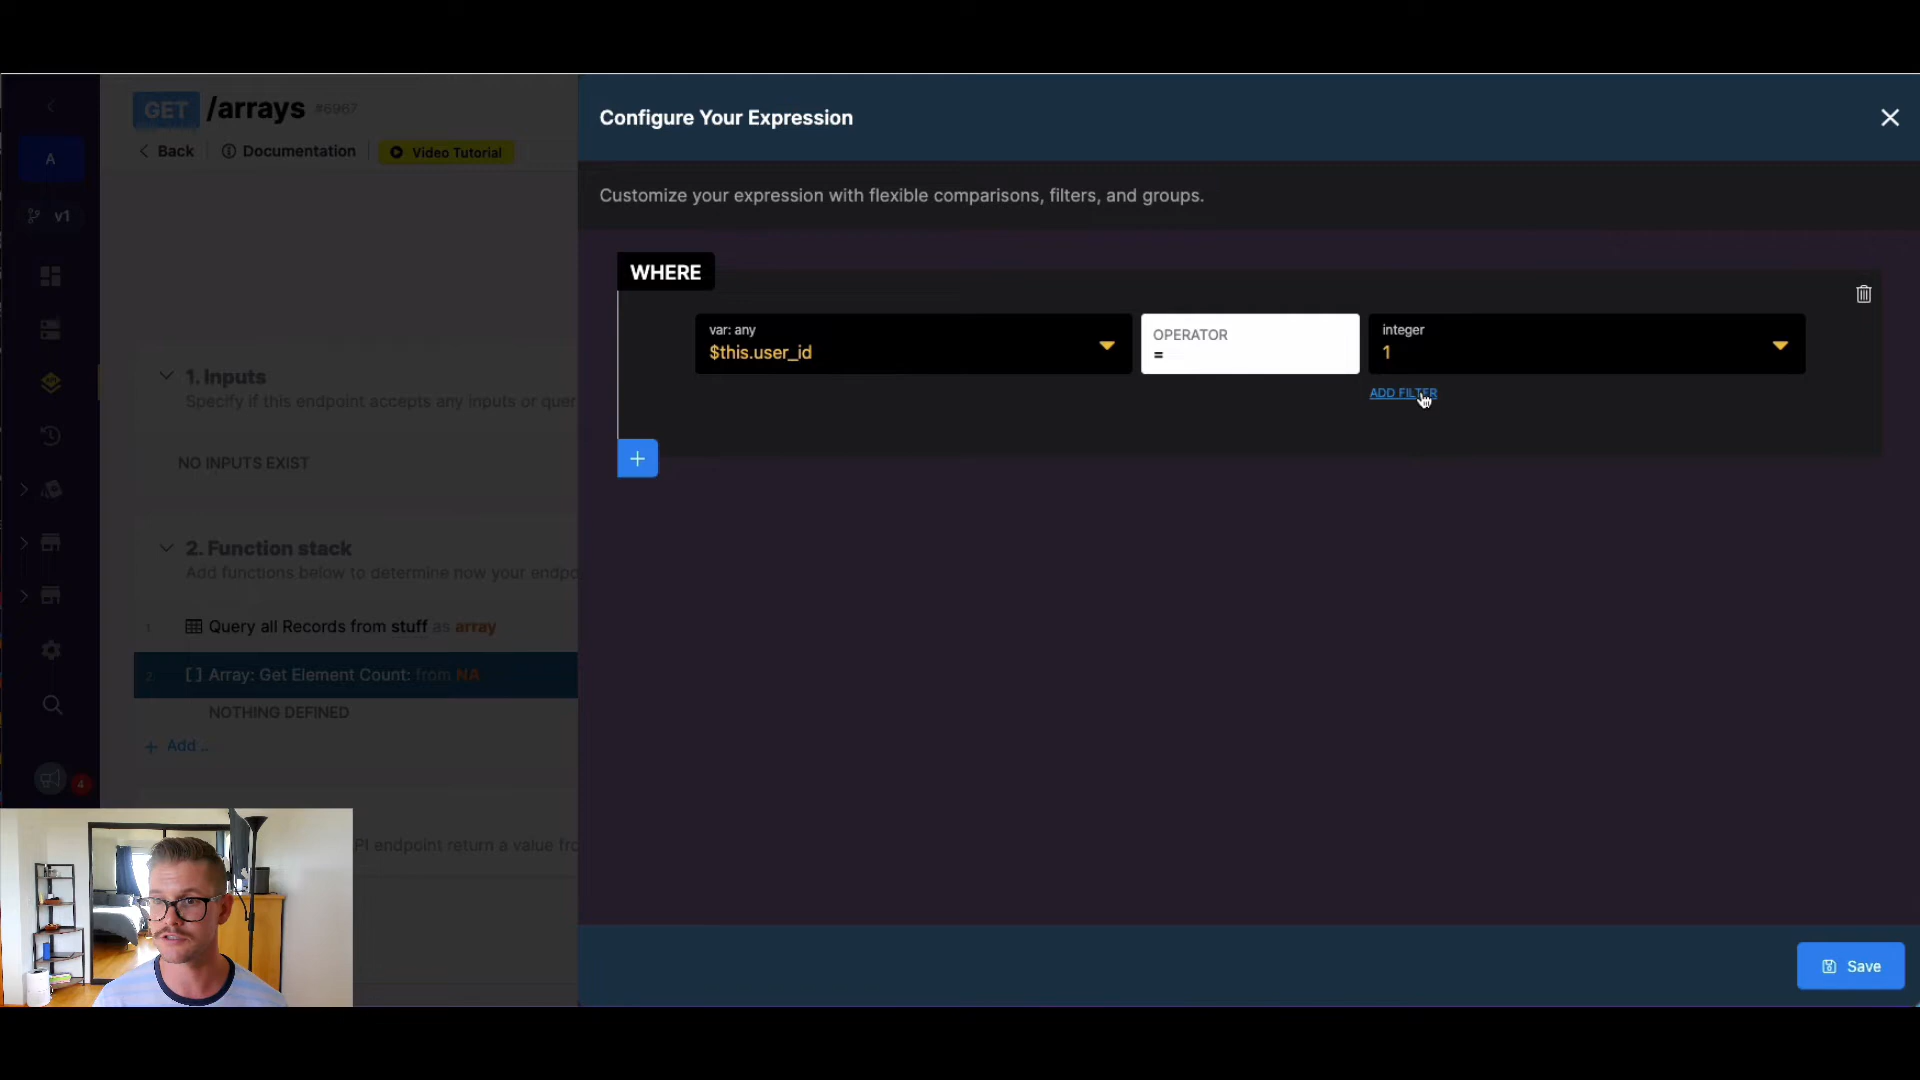 GET /arrays #6967
Back
Documentation
Video Tutorial
A
v1
1. Inputs
Specify if this endpoint accepts any inputs or quer
NO INPUTS EXIST
2. Function stack
Add functions below to determine how your endpo
1 Query all Records from stuff as array
2 [ ] Array: Get Element Count: from NA
NOTHING DEFINED
+ Add ..
4
PI endpoint return a value fro
Configure Your Expression
Customize your expression with flexible comparisons, filters, and groups.
WHERE
var: any
$this.user_id
OPERATOR
=
integer
1
ADD FILTER
+
Save